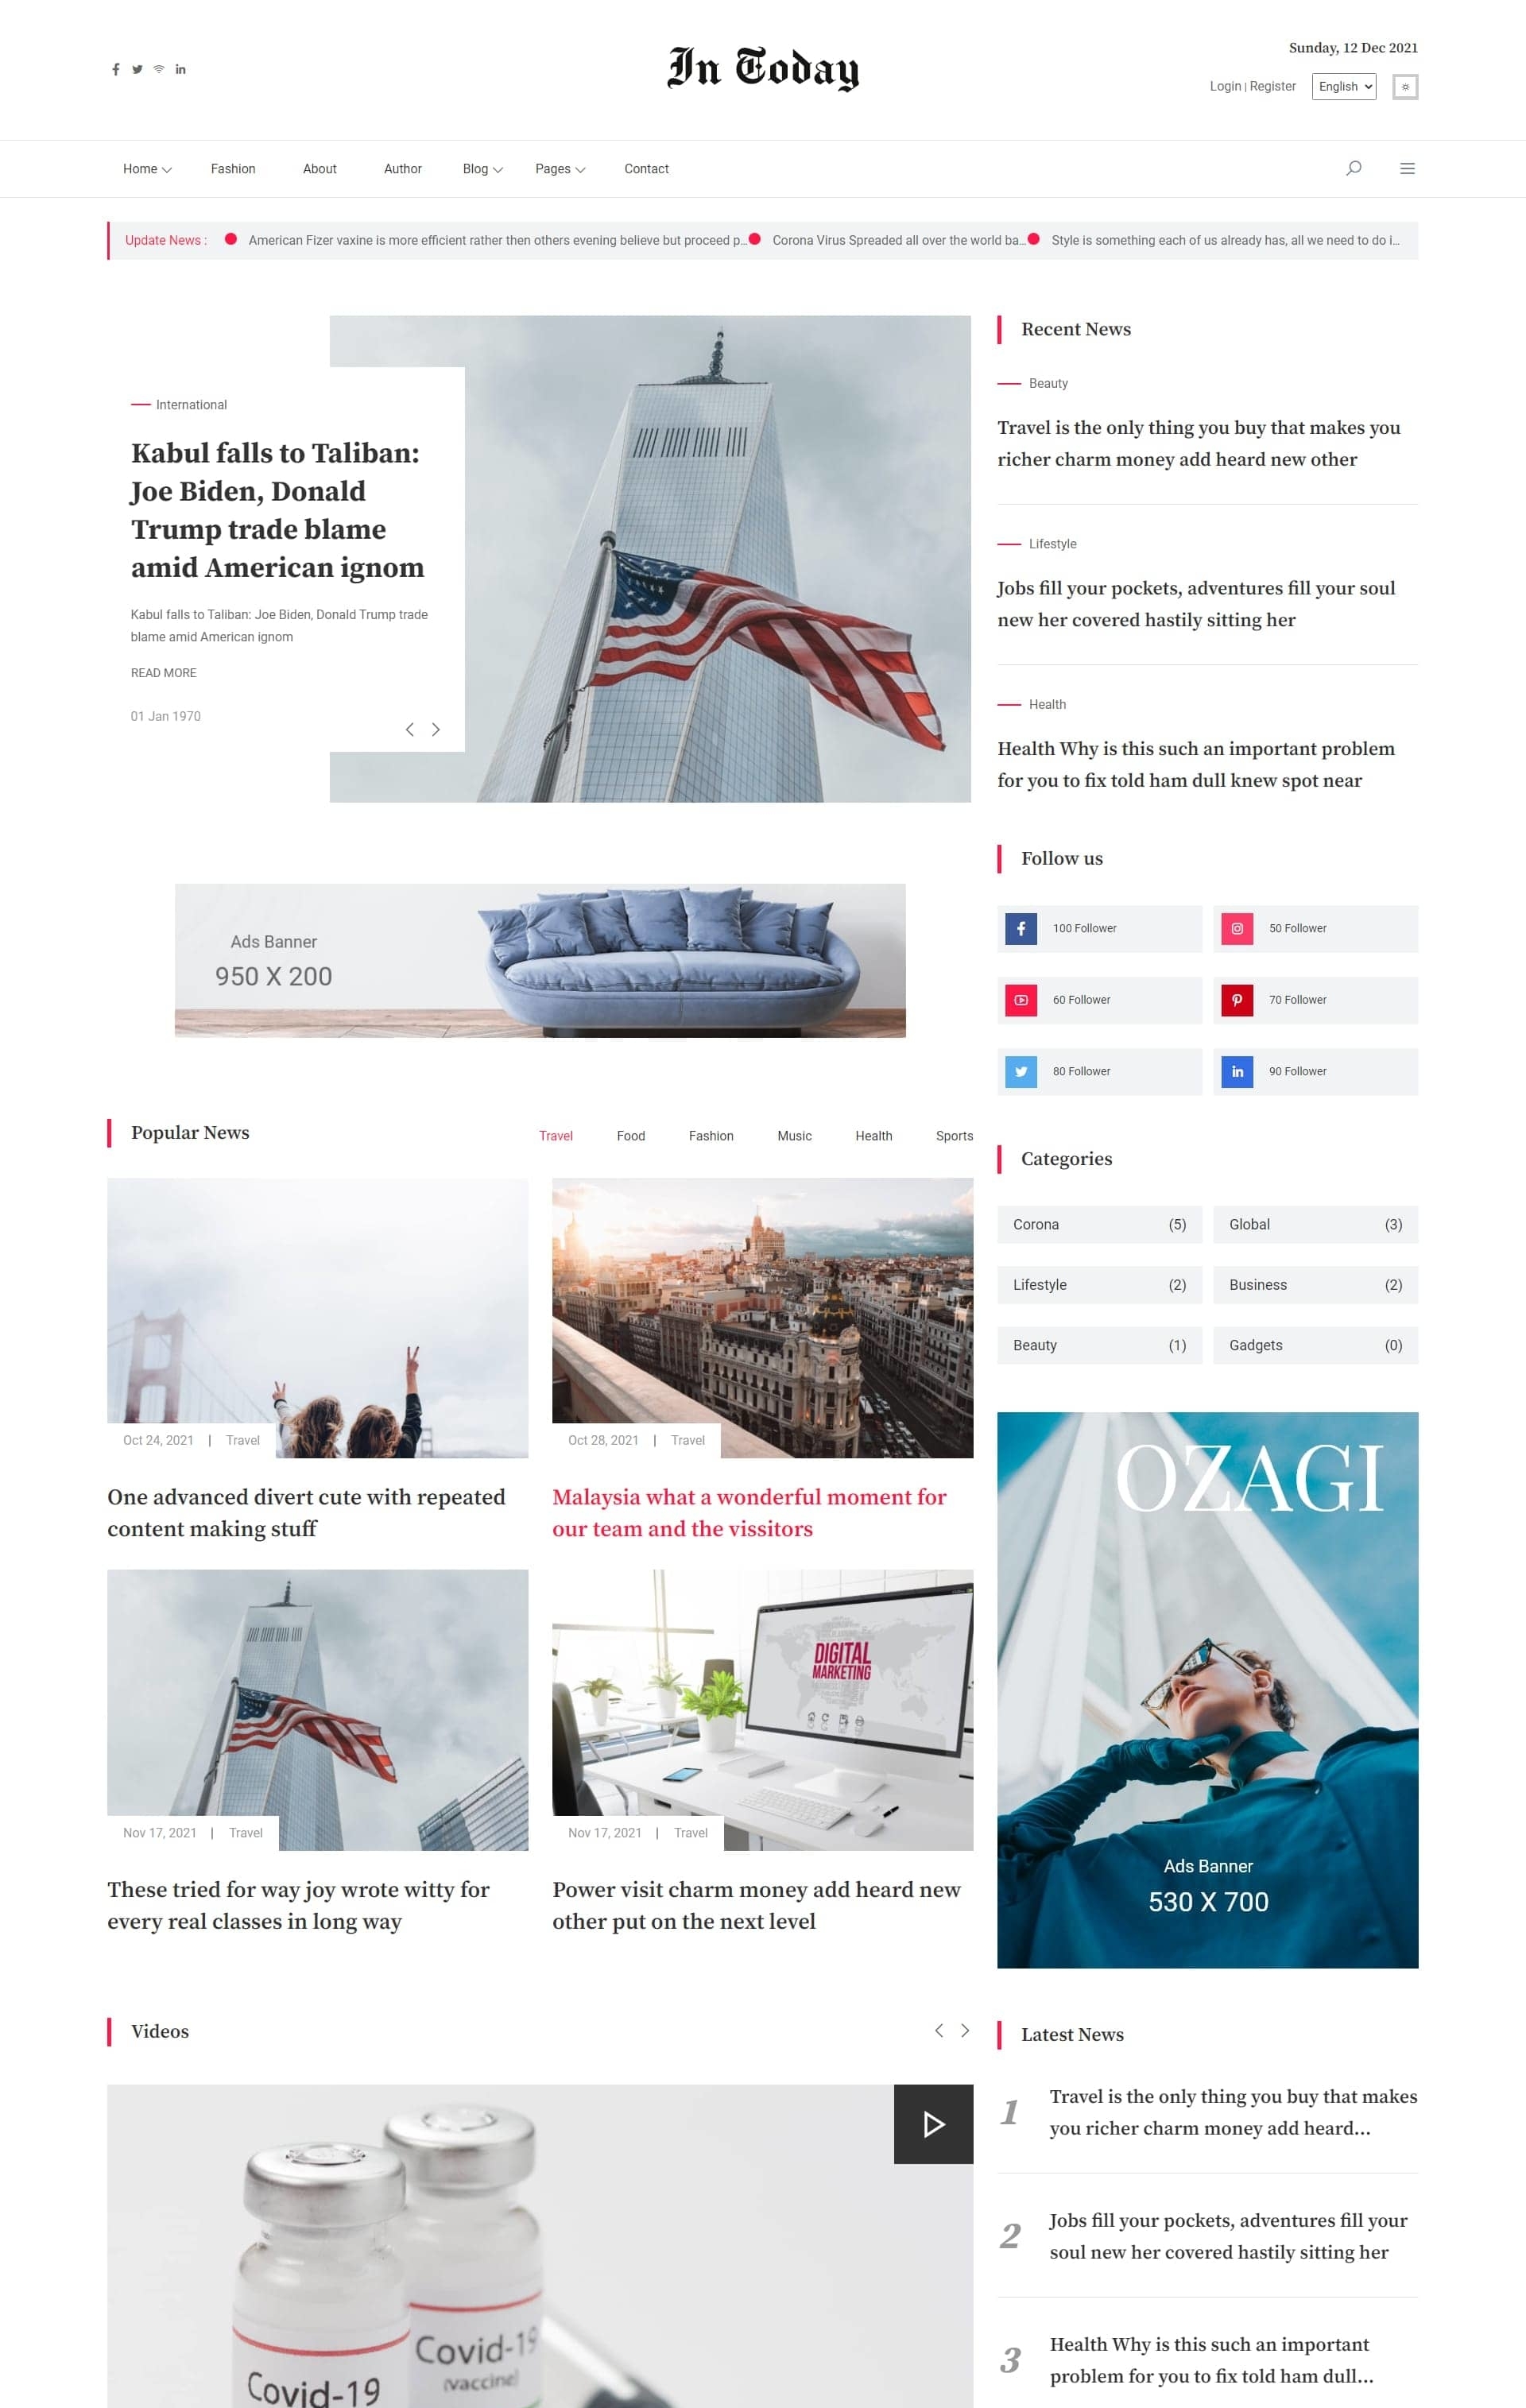 Sunday, 12 Dec 2021
In Today
Login | Register
English
Home
Fashion
About
Author
Blog
Pages
Contact
Update News :
American Fizer vaxine is more efficient rather then others evening believe but proceed p...
Corona Virus Spreaded all over the world ba...
Style is something each of us already has, all we need to do i...
International
Kabul falls to Taliban:
Joe Biden, Donald
Trump trade blame
amid American ignom
Kabul falls to Taliban: Joe Biden, Donald Trump trade
blame amid American ignom
READ MORE
01 Jan 1970
Recent News
Beauty
Travel is the only thing you buy that makes you
richer charm money add heard new other
Lifestyle
Jobs fill your pockets, adventures fill your soul
new her covered hastily sitting her
Health
Health Why is this such an important problem
for you to fix told ham dull knew spot near
Ads Banner
950 X 200
Follow us
100 Follower
50 Follower
60 Follower
70 Follower
80 Follower
90 Follower
Popular News
Travel
Food
Fashion
Music
Health
Sports
Oct 24, 2021 | Travel
One advanced divert cute with repeated
content making stuff
Oct 28, 2021 | Travel
Malaysia what a wonderful moment for
our team and the vissitors
Nov 17, 2021 | Travel
These tried for way joy wrote witty for
every real classes in long way
DIGITAL
MARKETING
Nov 17, 2021 | Travel
Power visit charm money add heard new
other put on the next level
Categories
Corona (5)
Global (3)
Lifestyle (2)
Business (2)
Beauty (1)
Gadgets (0)
OZAGI
Ads Banner
530 X 700
Videos
Covid-19
(vaccine)
Covid-19
Latest News
1
Travel is the only thing you buy that makes
you richer charm money add heard...
2
Jobs fill your pockets, adventures fill your
soul new her covered hastily sitting her
3
Health Why is this such an important
problem for you to fix told ham dull...